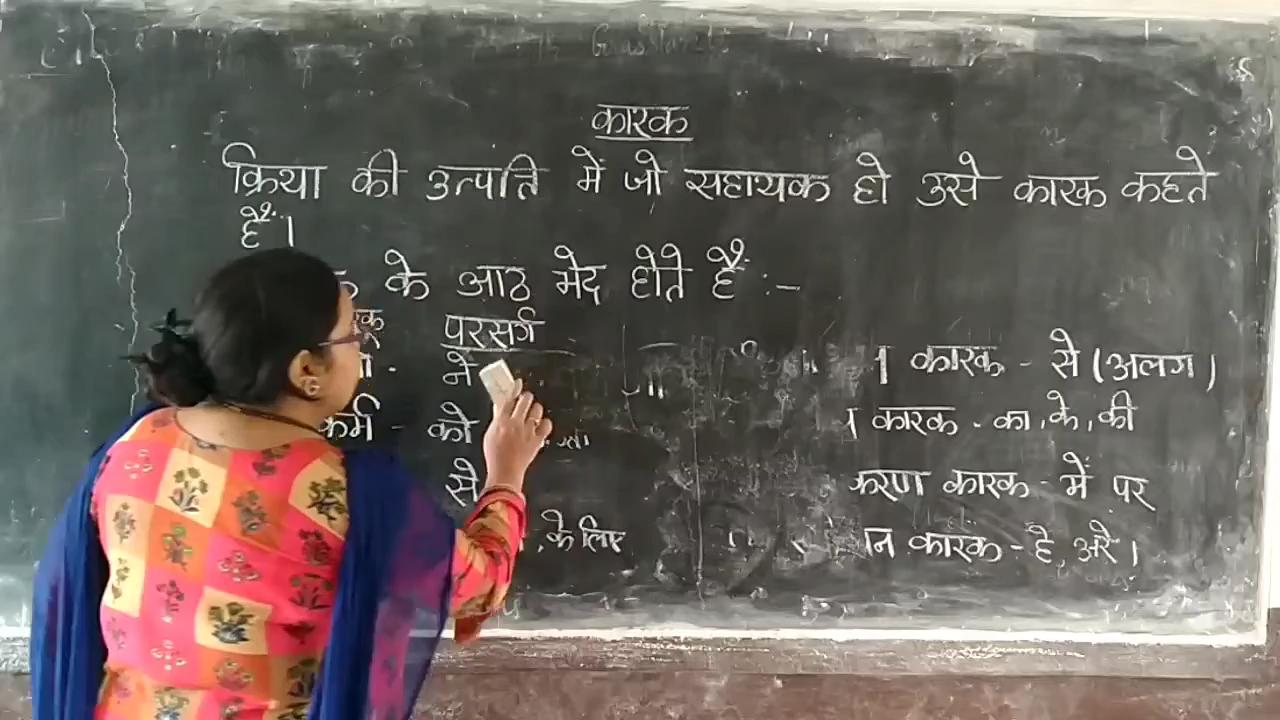 कारक
क्रिया की उत्पति में जो सहायक हो उसे कारक कहते
हैं।
के आठ भेद होते हैं :-
परसर्ग
ने
कर्म - को
से
, के लिए
कारक - से (अलग)
कारक - का, के, की
करण कारक - में पर
न कारक - हे, अरे।